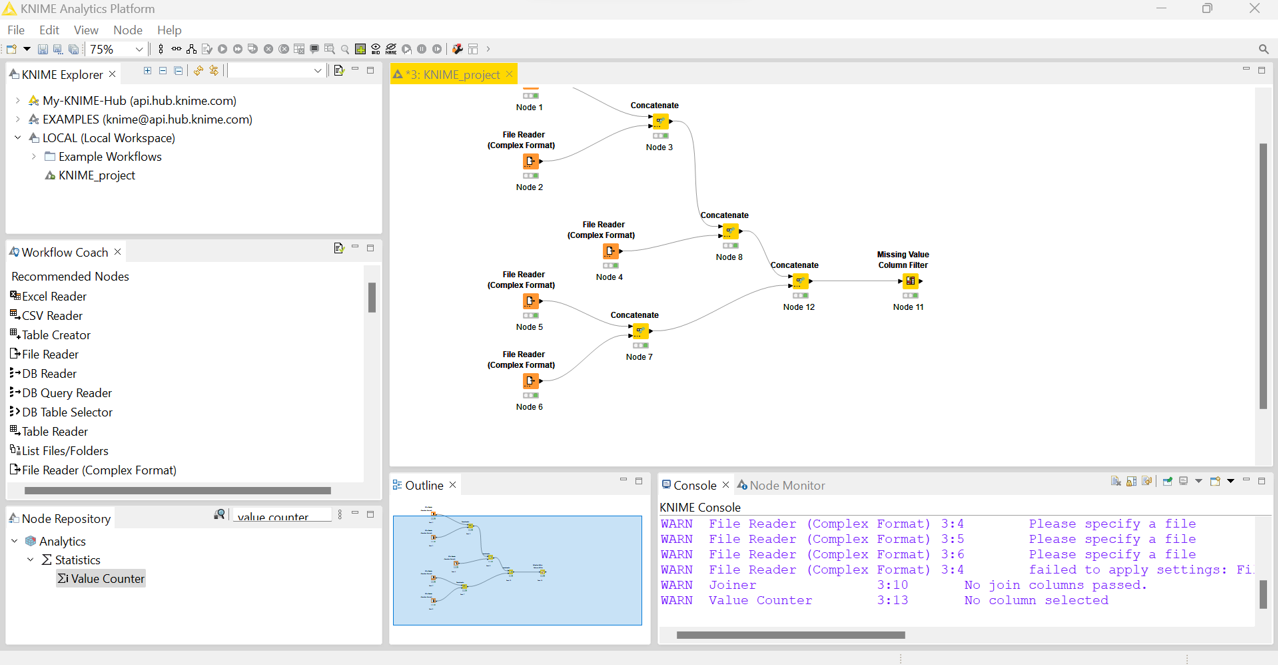 KNIME Analytics Platform
File Edit View Node Help
75%
KNIME Explorer
My-KNIME-Hub (api.hub.knime.com)
EXAMPLES (knime@api.hub.knime.com)
LOCAL (Local Workspace)
Example Workflows
KNIME_project
Workflow Coach
Recommended Nodes
Excel Reader
CSV Reader
Table Creator
File Reader
DB Reader
DB Query Reader
DB Table Selector
Table Reader
List Files/Folders
File Reader (Complex Format)
Node Repository
value counter
Analytics
Statistics
Value Counter
*3: KNIME_project
Node 1
Concatenate
Node 3
File Reader
(Complex Format)
Node 2
Concatenate
Node 8
File Reader
(Complex Format)
Node 4
Concatenate
Node 12
Missing Value
Column Filter
Node 11
File Reader
(Complex Format)
Node 5
Concatenate
Node 7
File Reader
(Complex Format)
Node 6
Outline
Console
Node Monitor
KNIME Console
WARN File Reader (Complex Format) 3:4 Please specify a file
WARN File Reader (Complex Format) 3:5 Please specify a file
WARN File Reader (Complex Format) 3:6 Please specify a file
WARN File Reader (Complex Format) 3:4 failed to apply settings: Fi
WARN Joiner 3:10 No join columns passed.
WARN Value Counter 3:13 No column selected